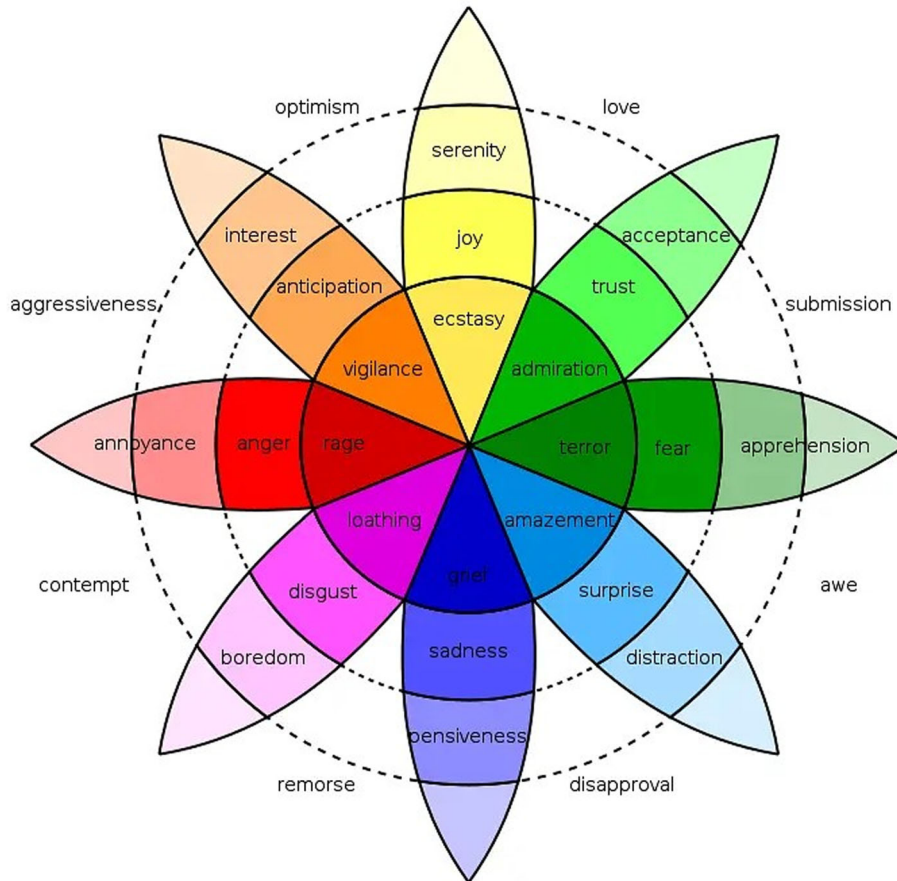 optimism
love
serenity
interest
joy
acceptance
anticipation
trust
aggressiveness
submission
ecstasy
vigilance
admiration
annoyance
anger
rage
terror
fear
apprehension
loathing
amazement
contempt
disgust
grief
surprise
awe
boredom
sadness
distraction
pensiveness
remorse
disapproval